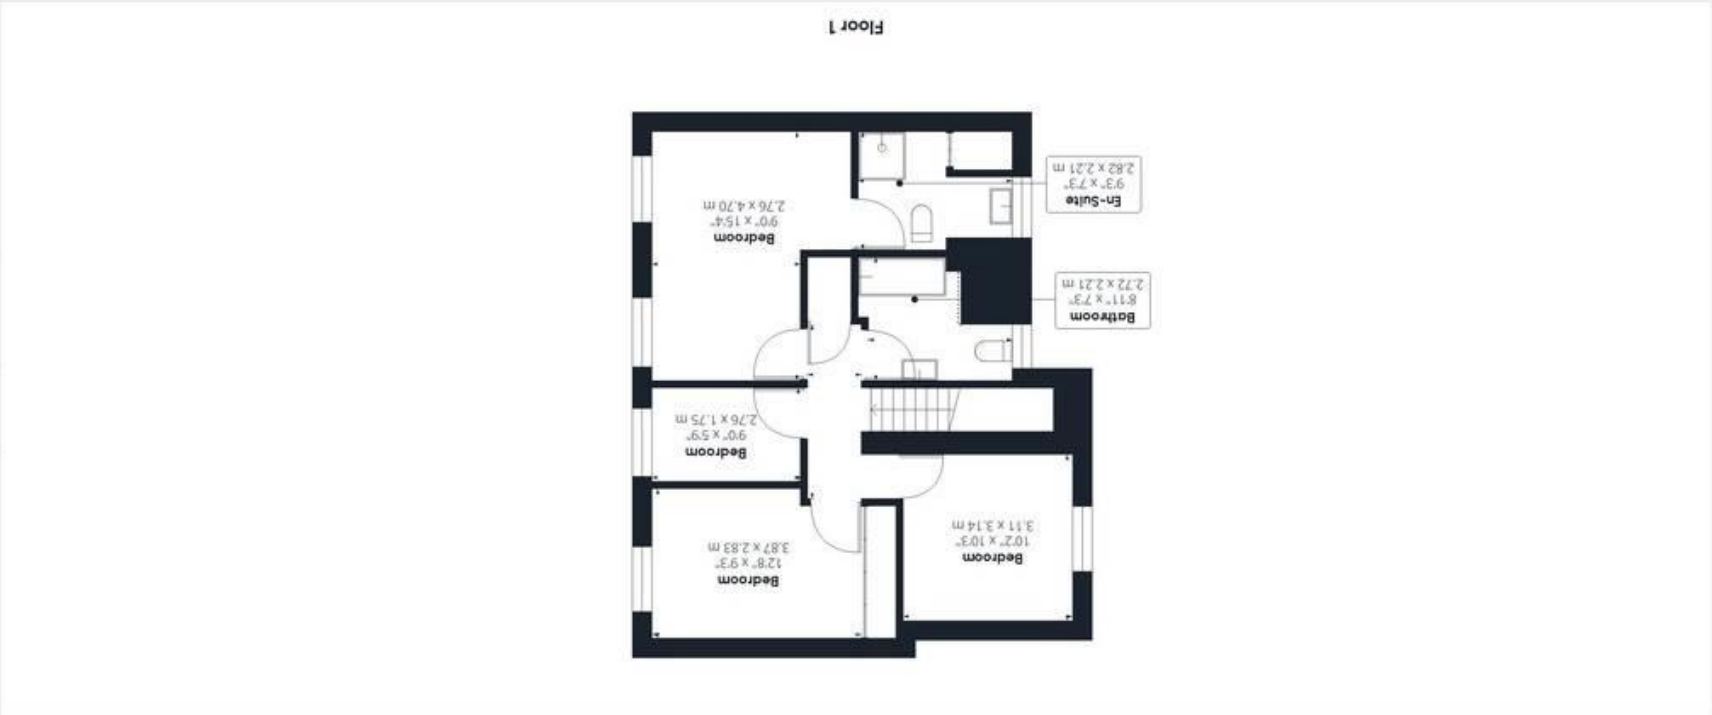 Bedroom
10'2" x 10'3"
3.11 x 3.14 m
Bedroom
12'8" x 9'3"
3.87 x 2.83 m
Bedroom
9'0" x 5'9"
2.76 x 1.75 m
Bathroom
8'11" x 7'3"
2.72 x 2.21 m
Bedroom
9'0" x 15'4"
2.76 x 4.70 m
En-Suite
9'3" x 7'3"
2.82 x 2.21 m
Floor 1